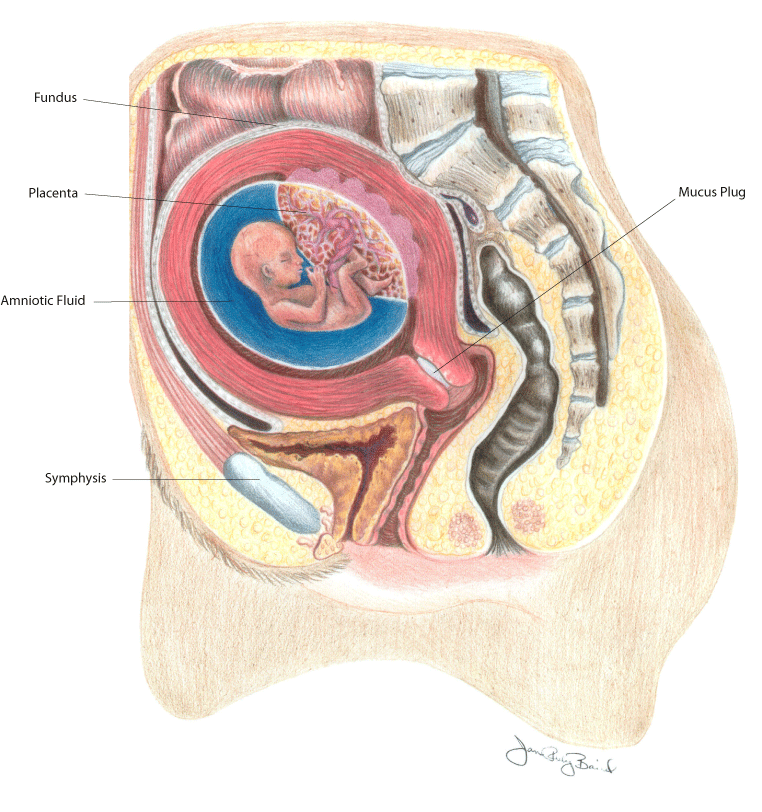 Fundus
Placenta
Mucus Plug
Amniotic Fluid
Symphysis